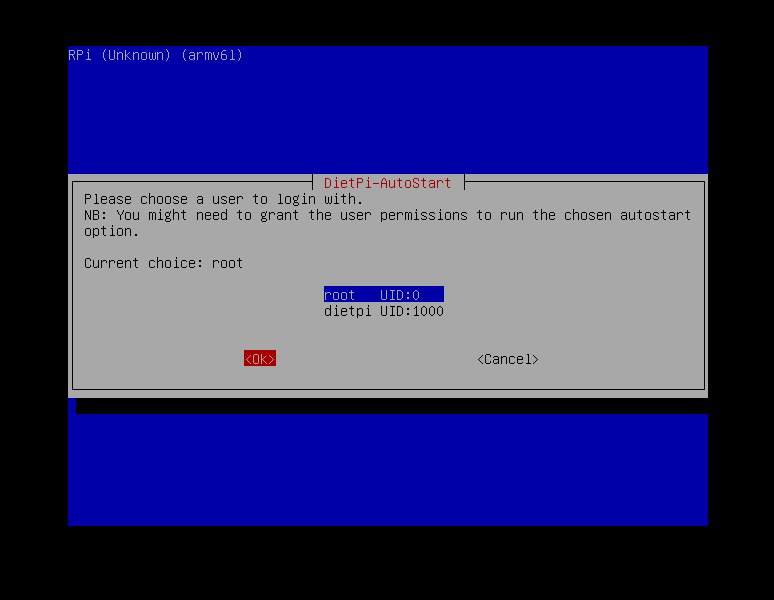 RPi (Unknown) (armv6l)
DietPi-AutoStart
Please choose a user to login with.
NB: You might need to grant the user permissions to run the chosen autostart
option.
Current choice: root
root   UID:0
dietpi UID:1000
<Ok>
<Cancel>